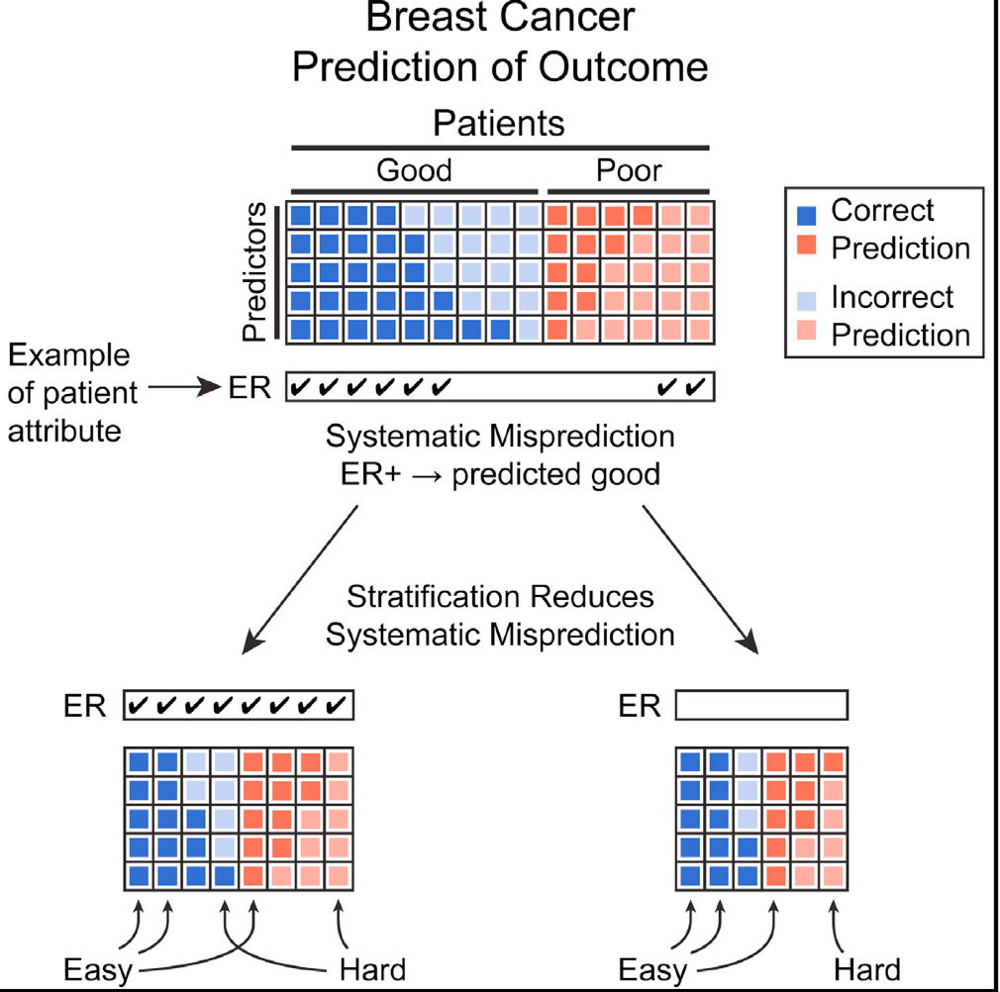 Breast Cancer
Prediction of Outcome
Patients
Good
Poor
Predictors
Correct
Prediction
Incorrect
Prediction
Example
of patient
attribute
ER
✔✔✔✔✔✔ ✔✔
Systematic Misprediction
ER+ → predicted good
Stratification Reduces
Systematic Misprediction
ER
✔✔✔✔✔✔✔✔
ER
Easy
Hard
Easy
Hard